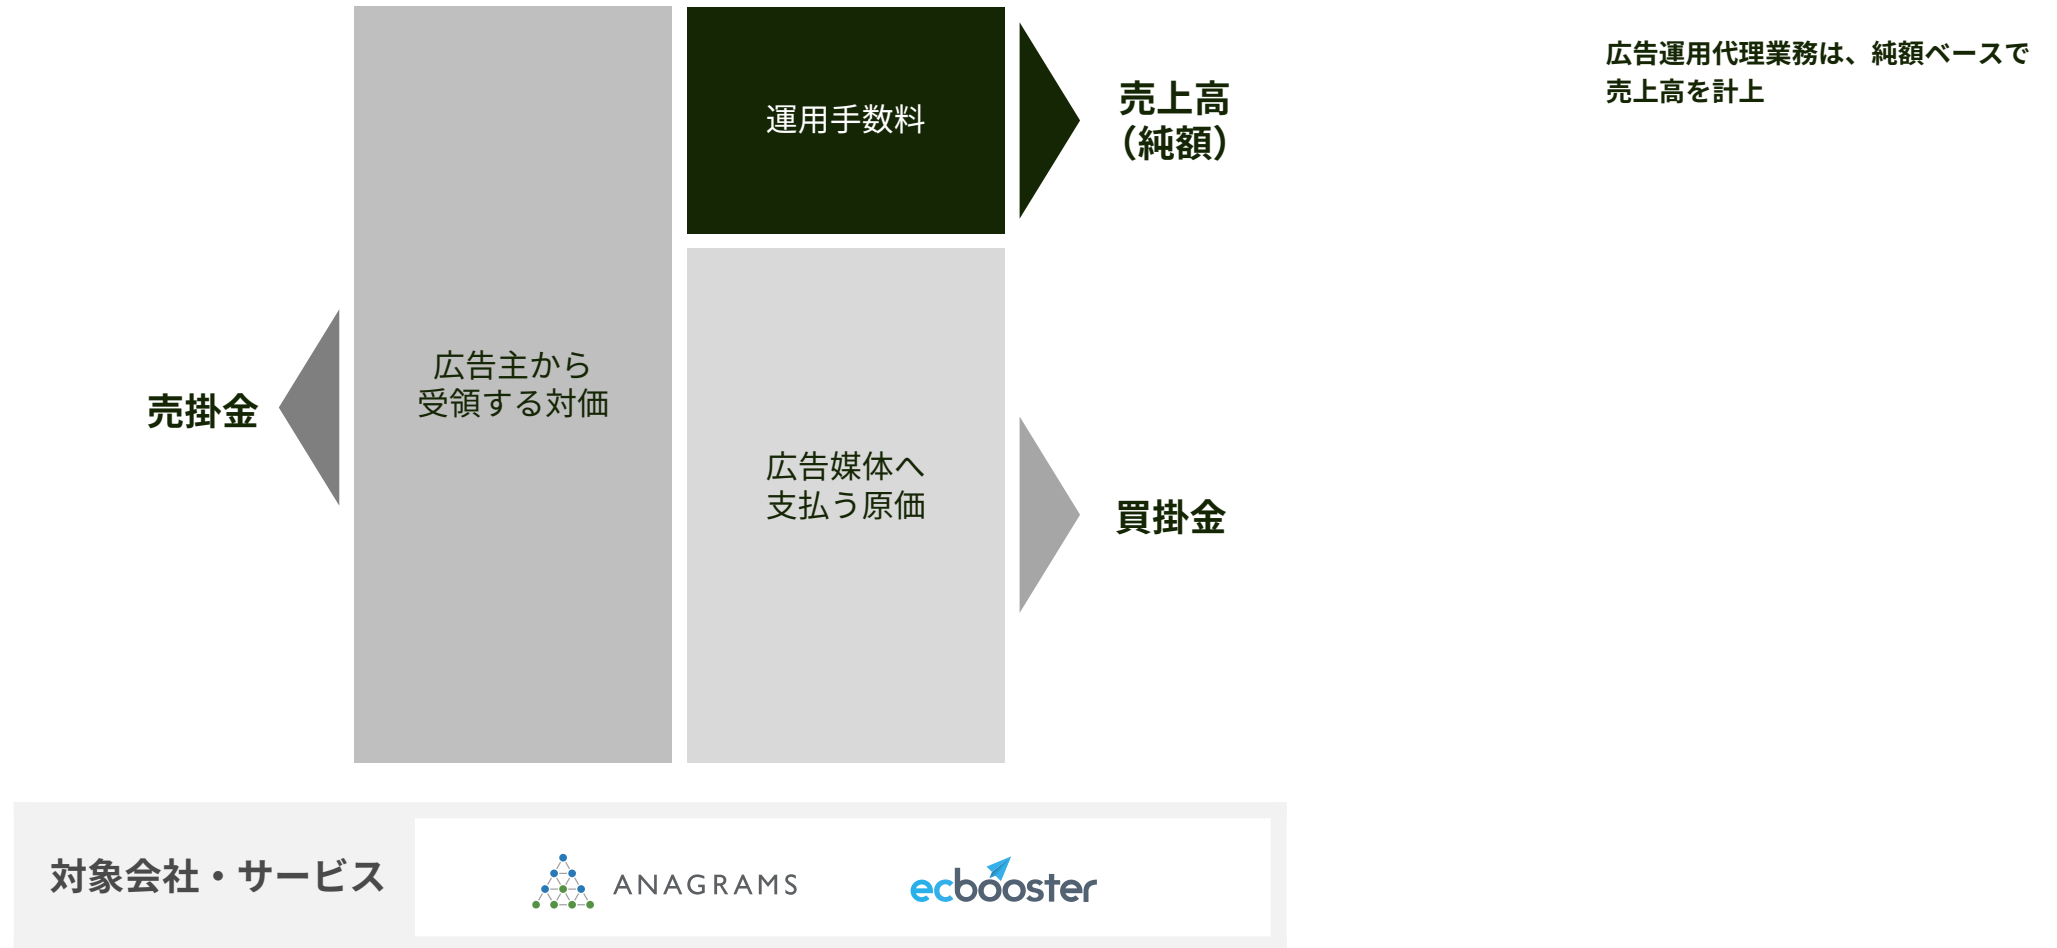 運用手数料
売上高
（純額）
広告運用代理業務は、純額ベースで
売上高を計上
売掛金
広告主から
受領する対価
広告媒体へ
支払う原価
買掛金
対象会社・サービス
ANAGRAMS
ecbooster